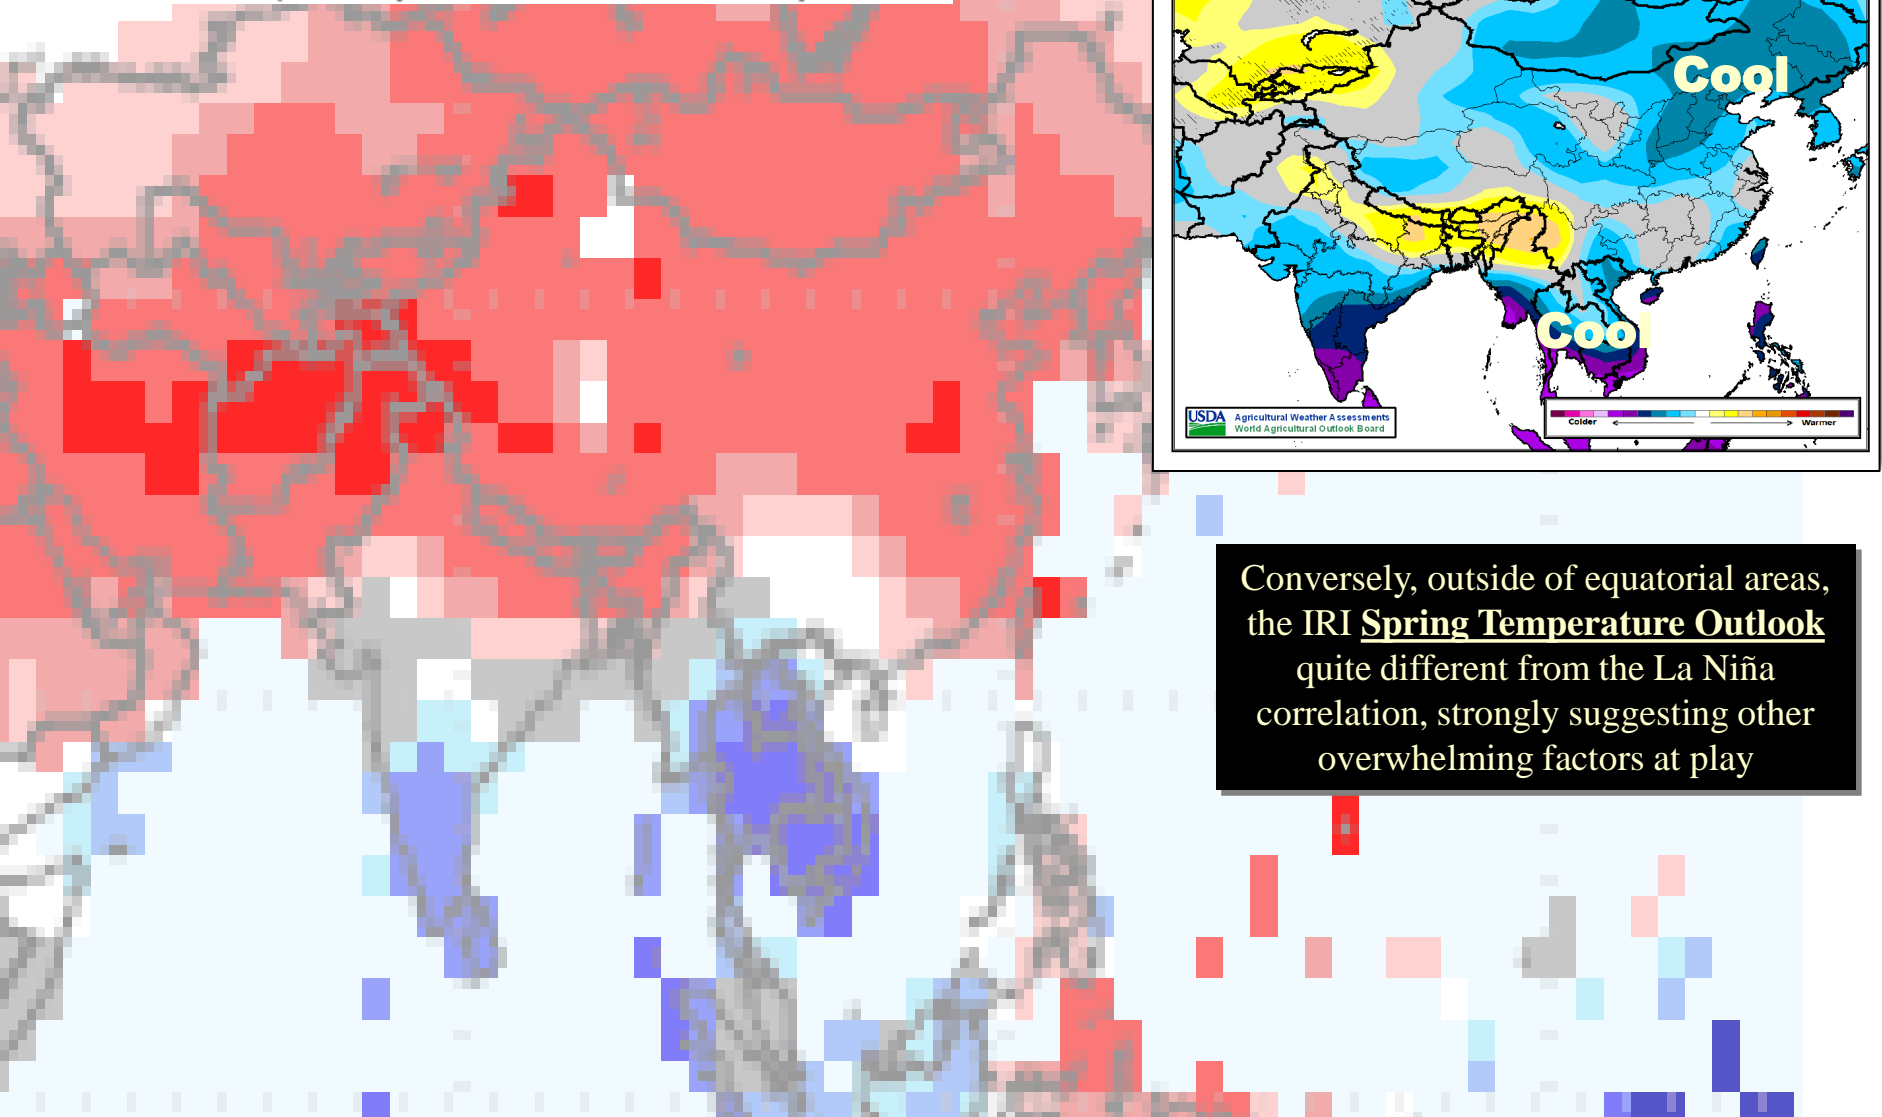 Cool
Cool
USDA Agricultural Weather Assessments
World Agricultural Outlook Board
Colder Warmer
Conversely, outside of equatorial areas,
the IRI Spring Temperature Outlook
quite different from the La Niña
correlation, strongly suggesting other
overwhelming factors at play